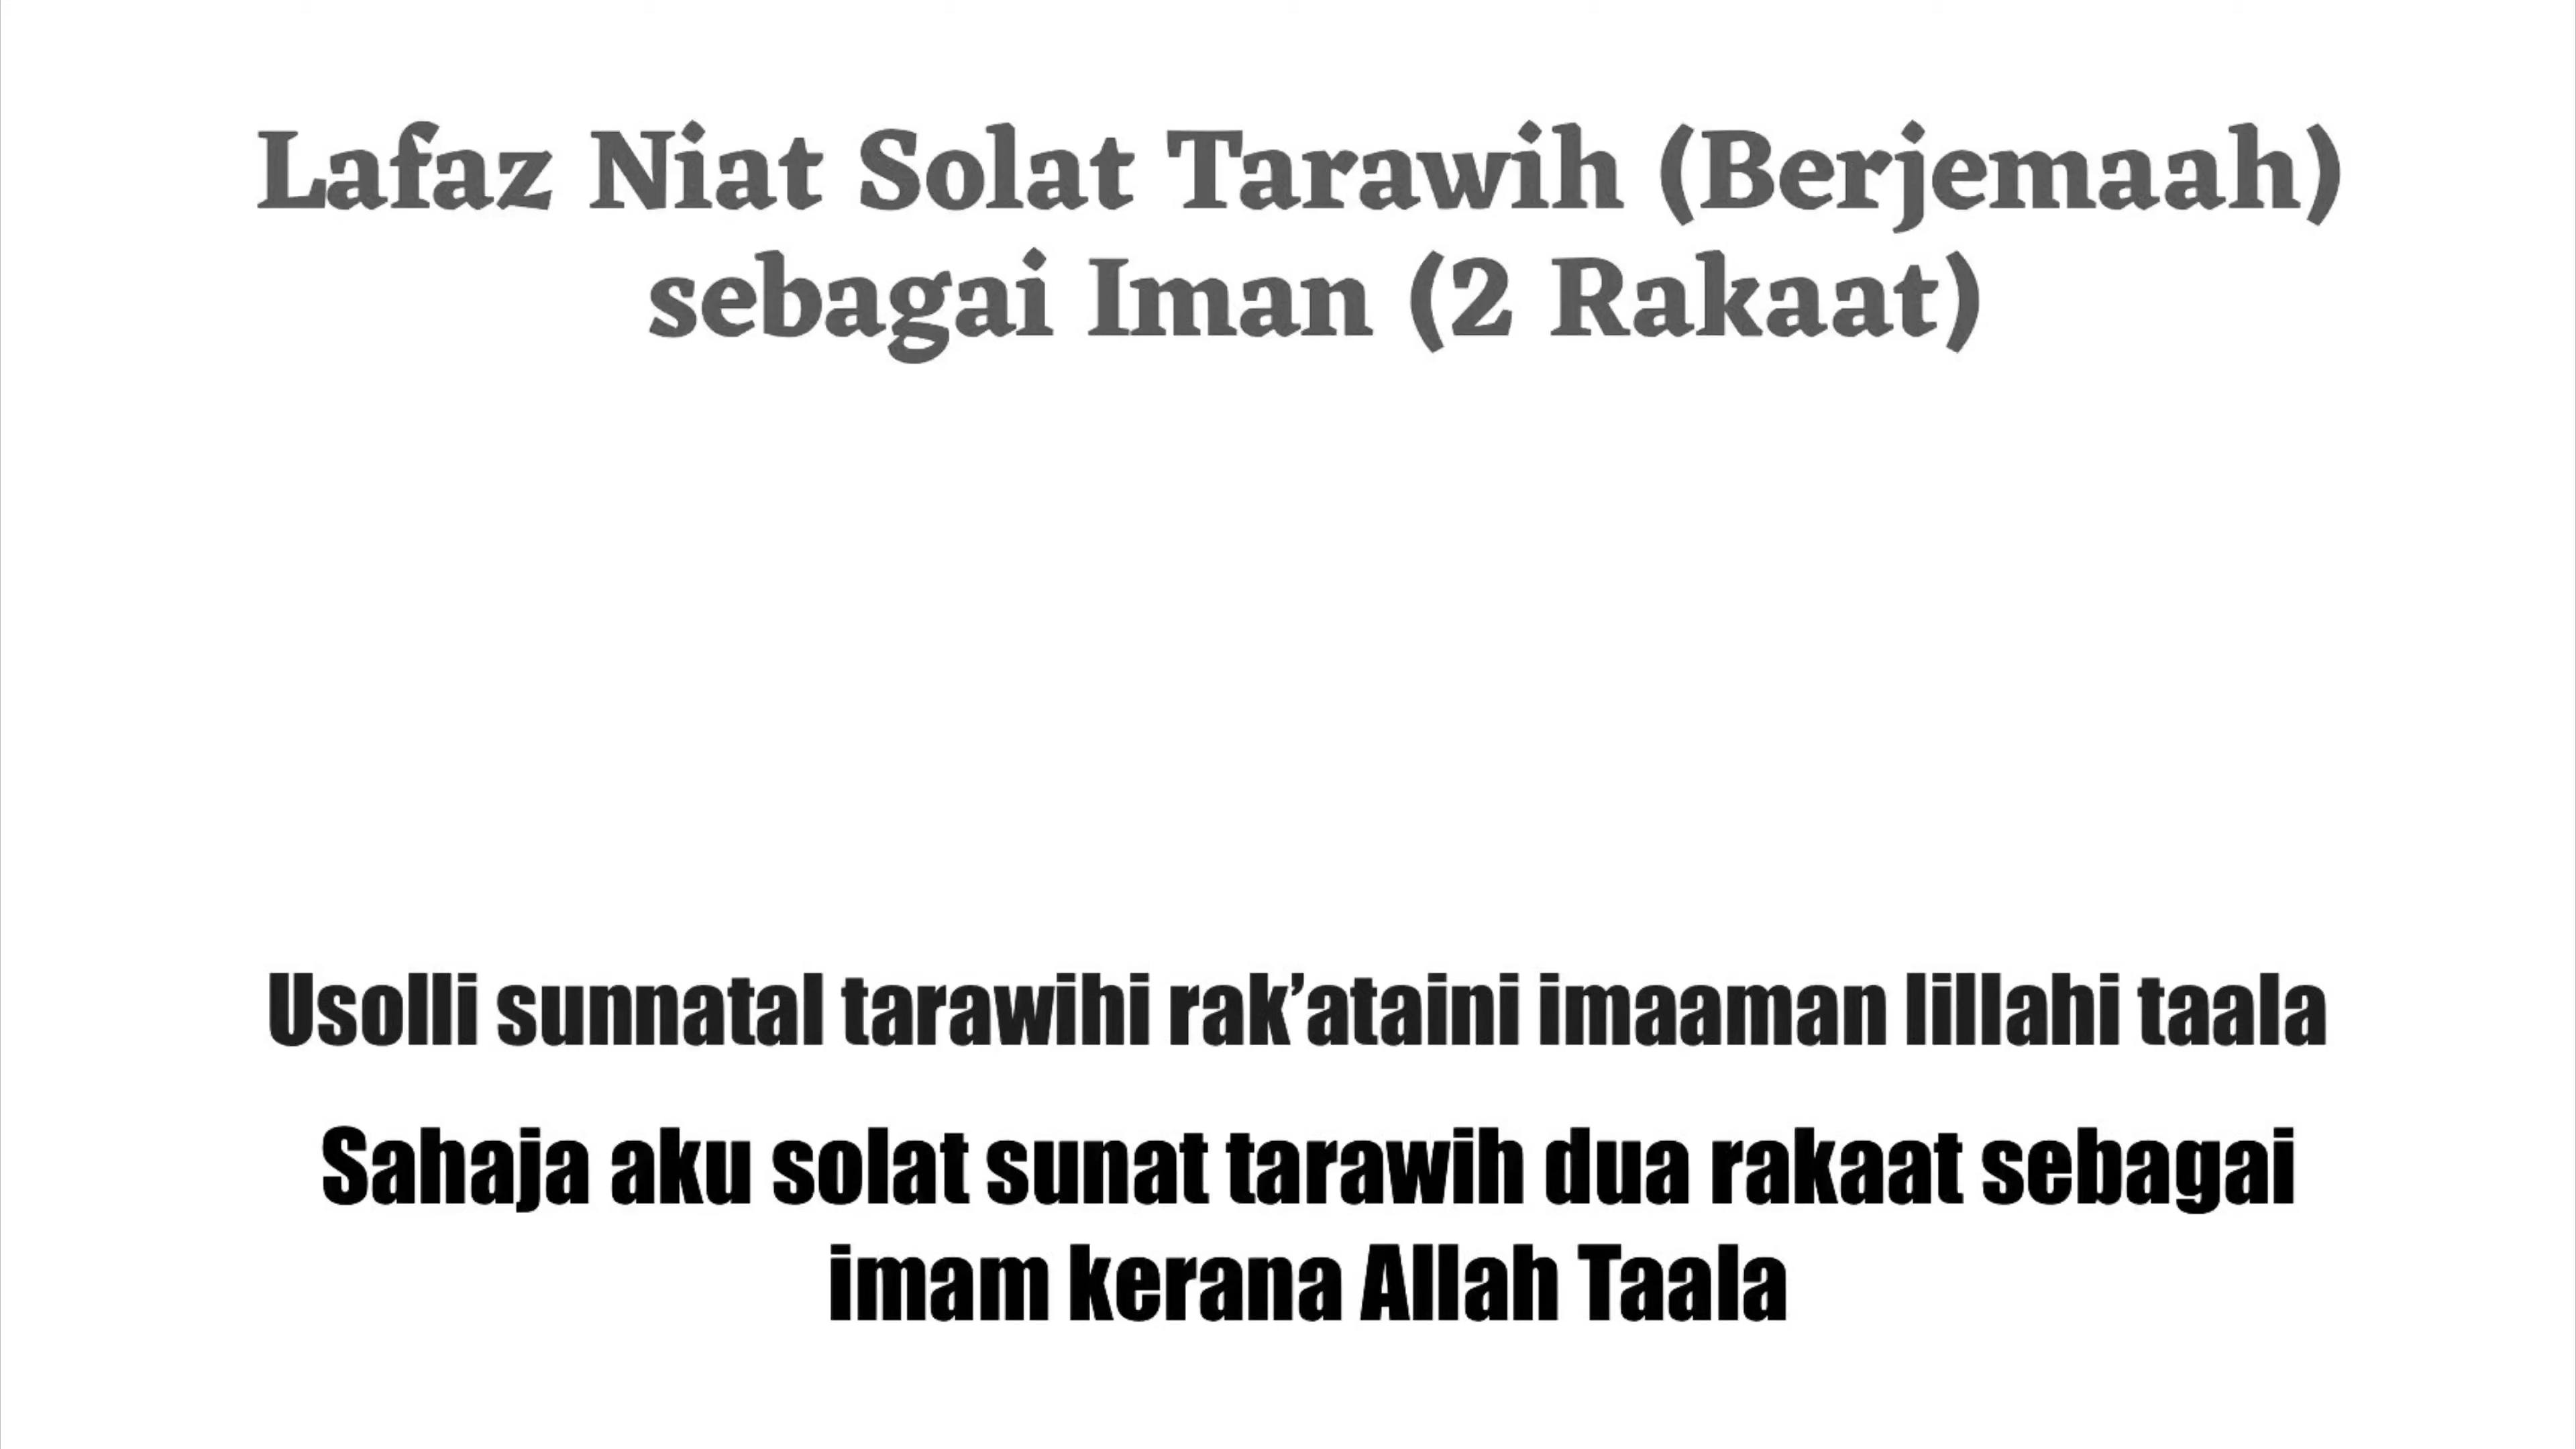 Lafaz Niat Solat Tarawih (Berjemaah)
sebagai Iman (2 Rakaat)
Usolli sunnatal tarawihi rak’ataini imaaman lillahi taala
Sahaja aku solat sunat tarawih dua rakaat sebagai
imam kerana Allah Taala